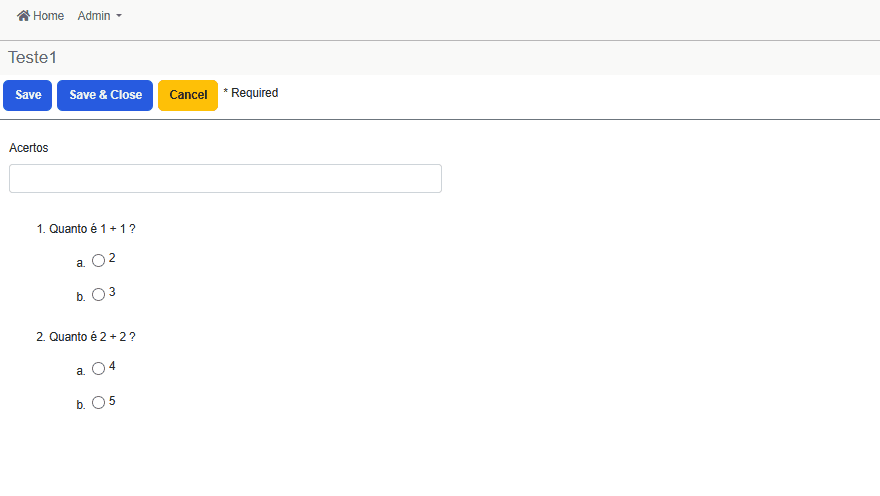 Home Admin
Teste1
Save Save & Close Cancel * Required
Acertos
1. Quanto é 1 + 1 ?
a. 2
b. 3
2. Quanto é 2 + 2 ?
a. 4
b. 5